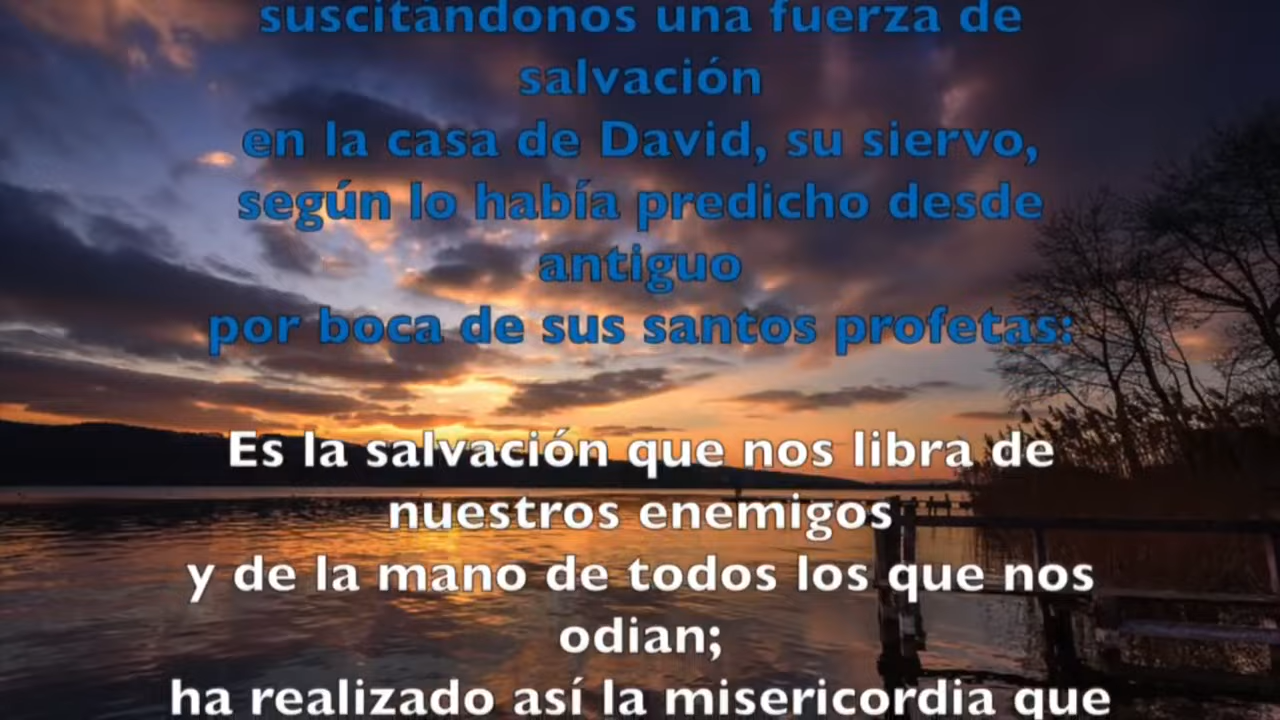 suscitándonos una fuerza de
salvación
en la casa de David, su siervo,
según lo había predicho desde
antiguo
por boca de sus santos profetas:
Es la salvación que nos libra de
nuestros enemigos
y de la mano de todos los que nos
odian;
ha realizado así la misericordia que